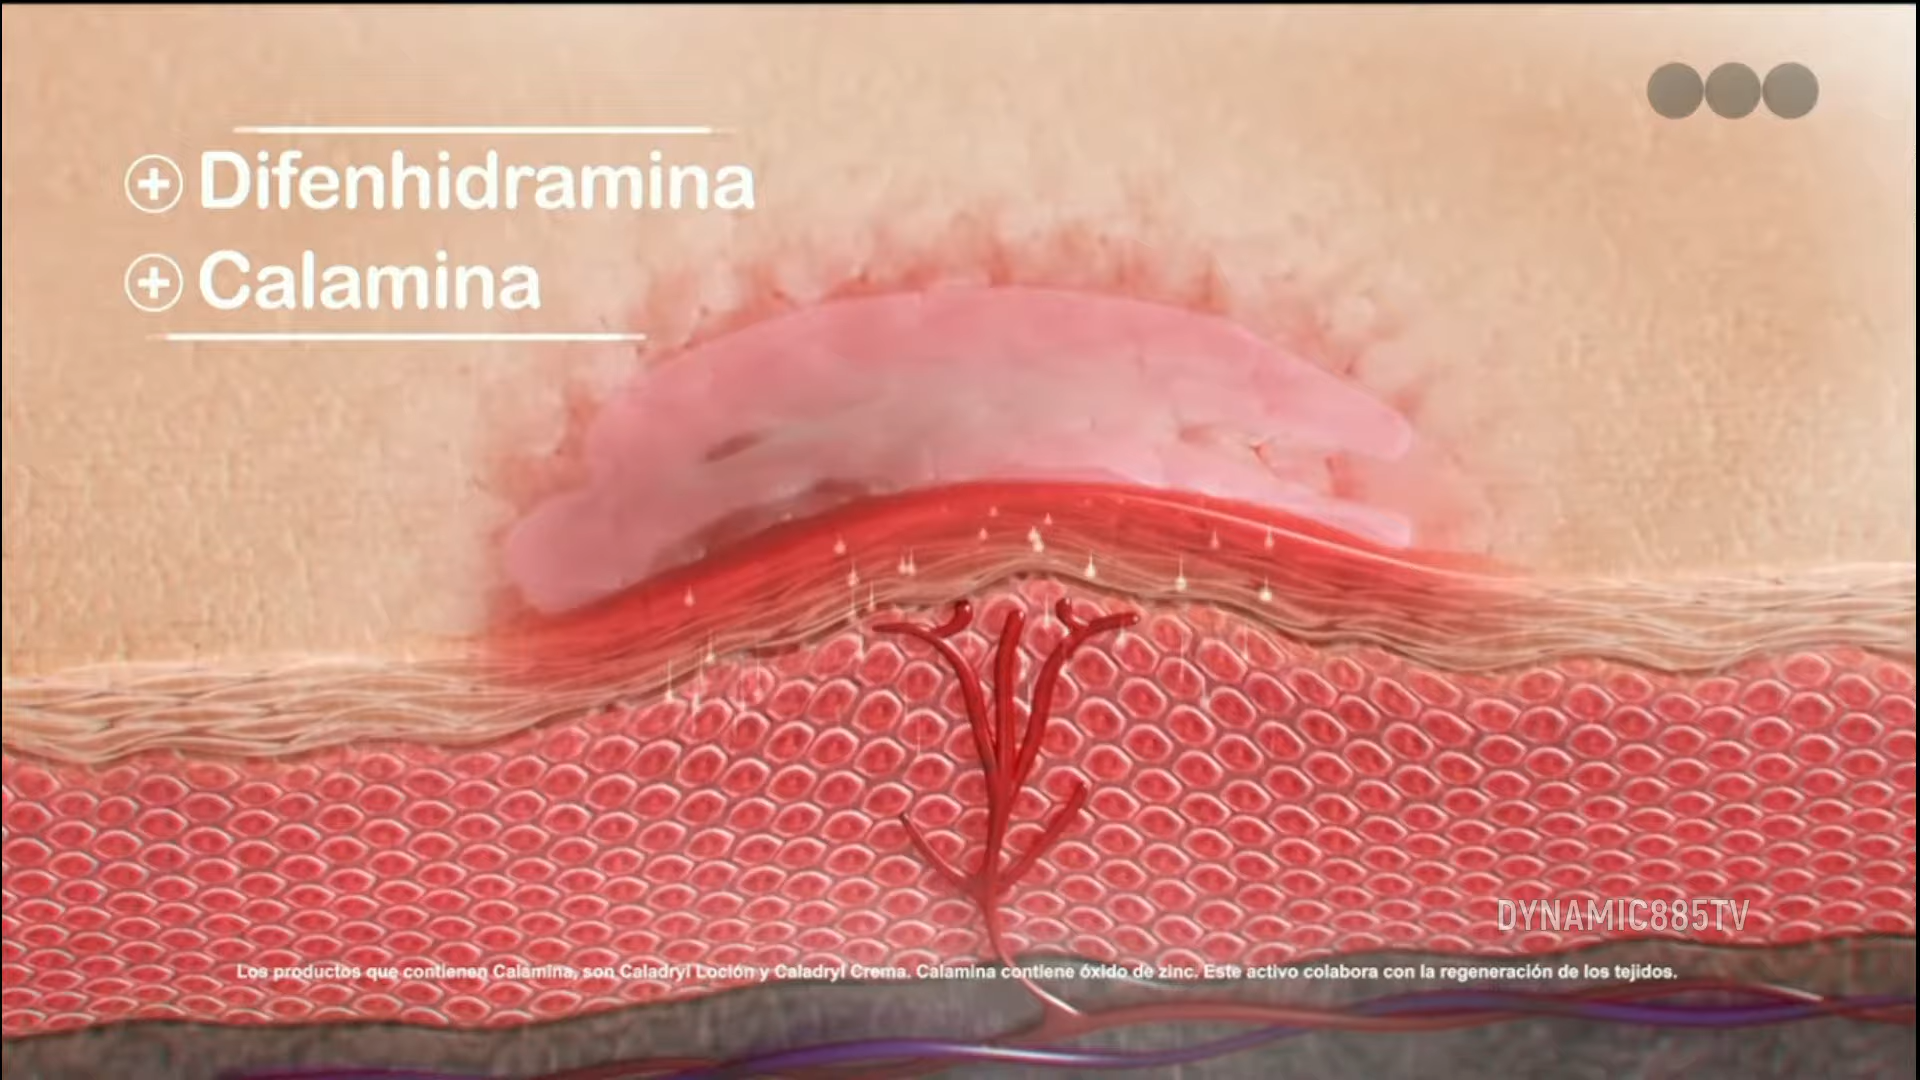 Difenhidramina
Calamina
DYNAMIC885TV
Los productos que contienen Calamina, son Caladryl Loción y Caladryl Crema. Calamina contiene óxido de zinc. Este activo colabora con la regeneración de los tejidos.